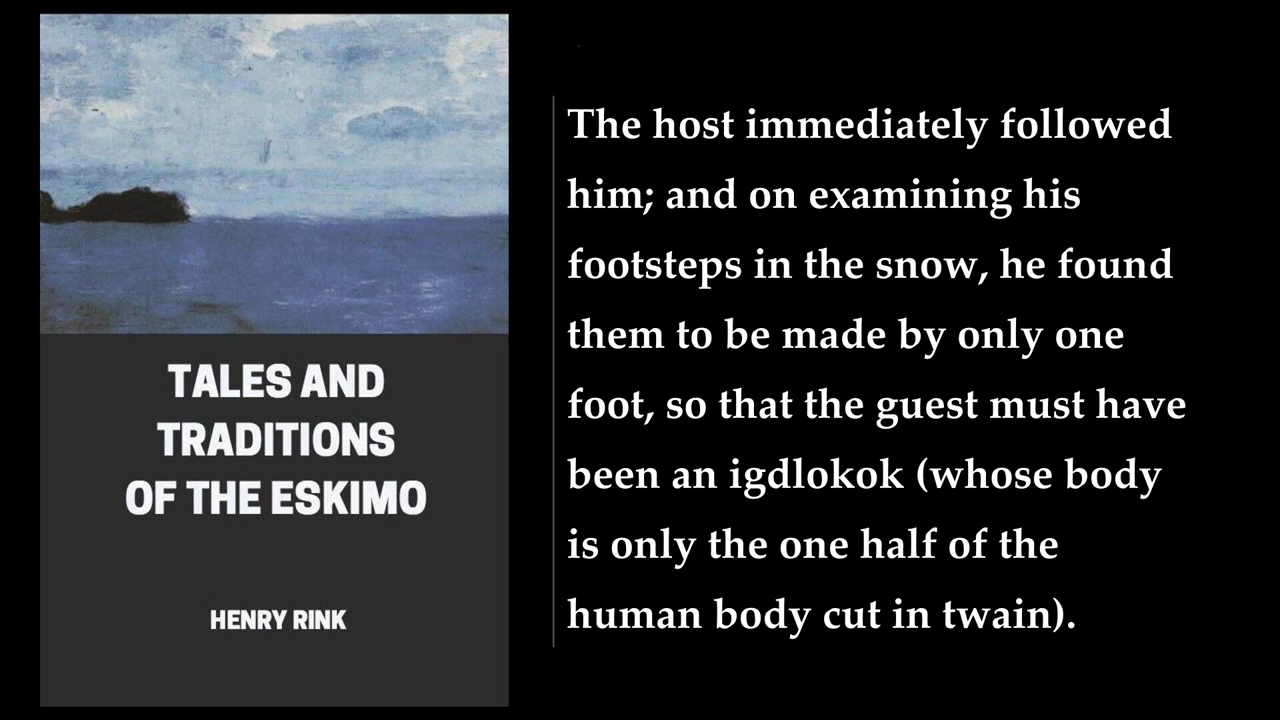 TALES AND
TRADITIONS
OF THE ESKIMO
HENRY RINK
The host immediately followed
him; and on examining his
footsteps in the snow, he found
them to be made by only one
foot, so that the guest must have
been an igdlokok (whose body
is only the one half of the
human body cut in twain).